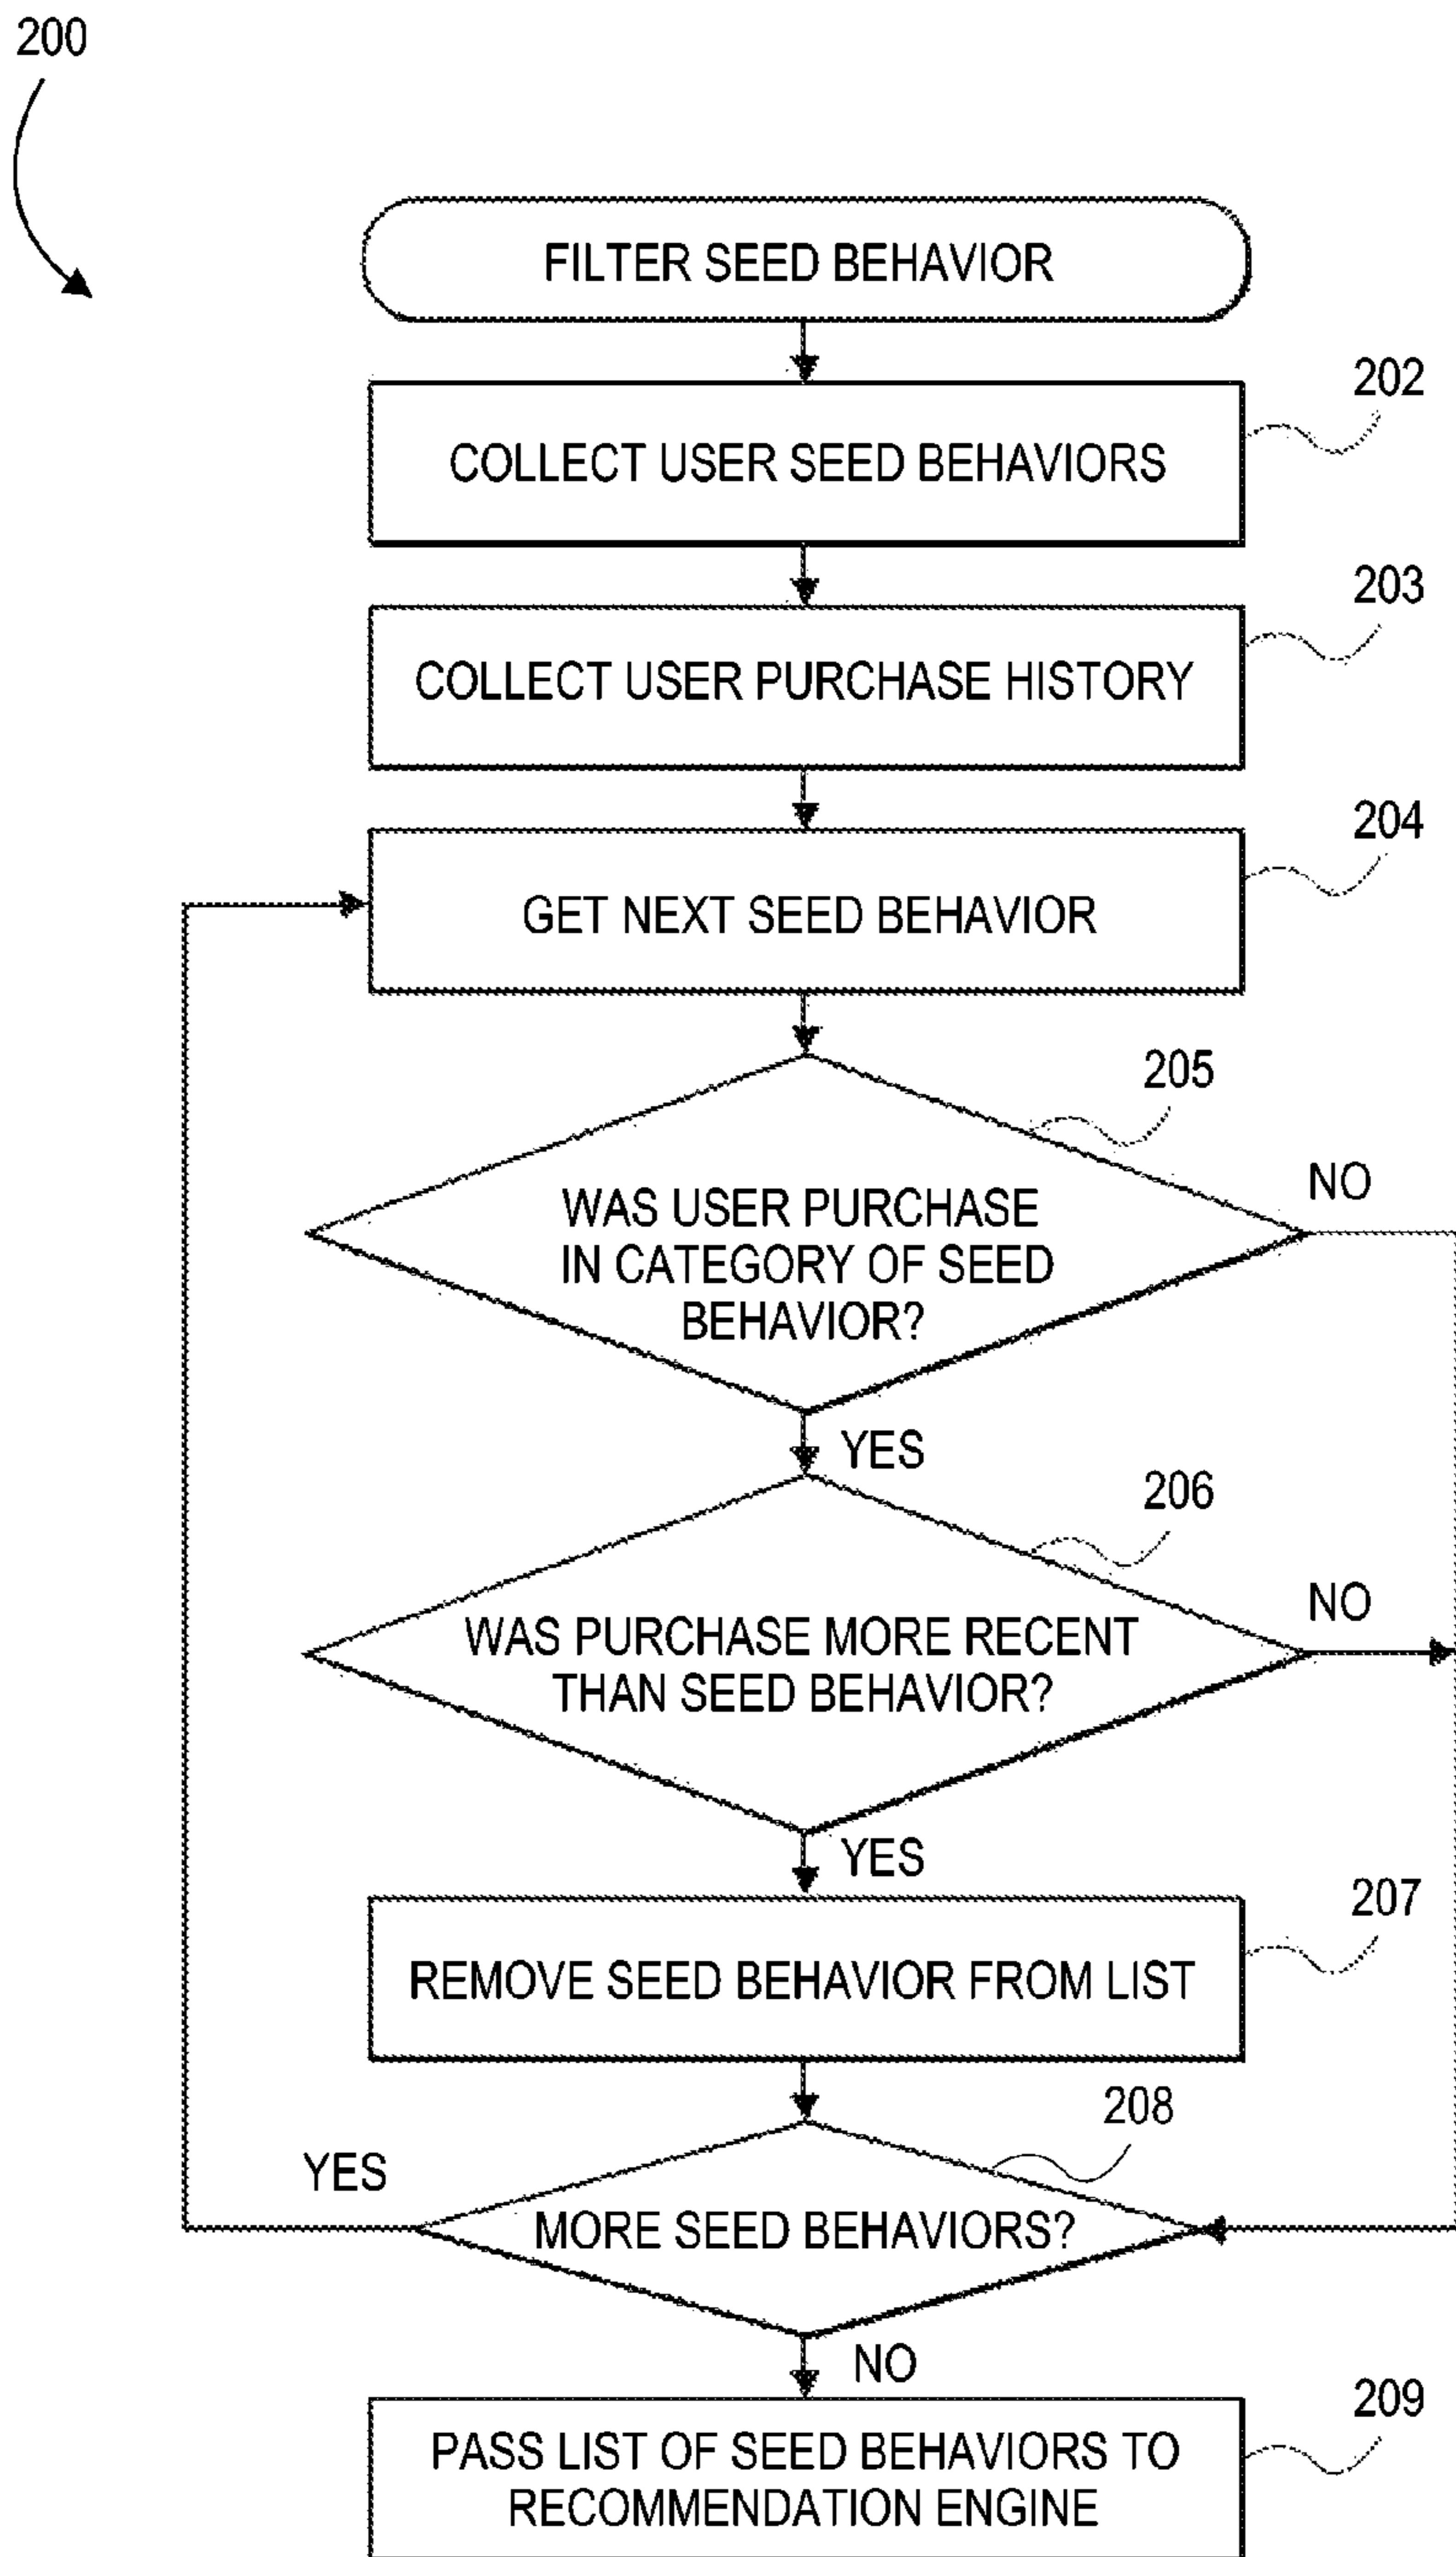 200
FILTER SEED BEHAVIOR
202
COLLECT USER SEED BEHAVIORS
203
COLLECT USER PURCHASE HISTORY
204
GET NEXT SEED BEHAVIOR
205
NO
WAS USER PURCHASE
IN CATEGORY OF SEED
BEHAVIOR?
YES
206
NO
WAS PURCHASE MORE RECENT
THAN SEED BEHAVIOR?
YES
207
REMOVE SEED BEHAVIOR FROM LIST
208
YES
MORE SEED BEHAVIORS?
NO
209
PASS LIST OF SEED BEHAVIORS TO
RECOMMENDATION ENGINE